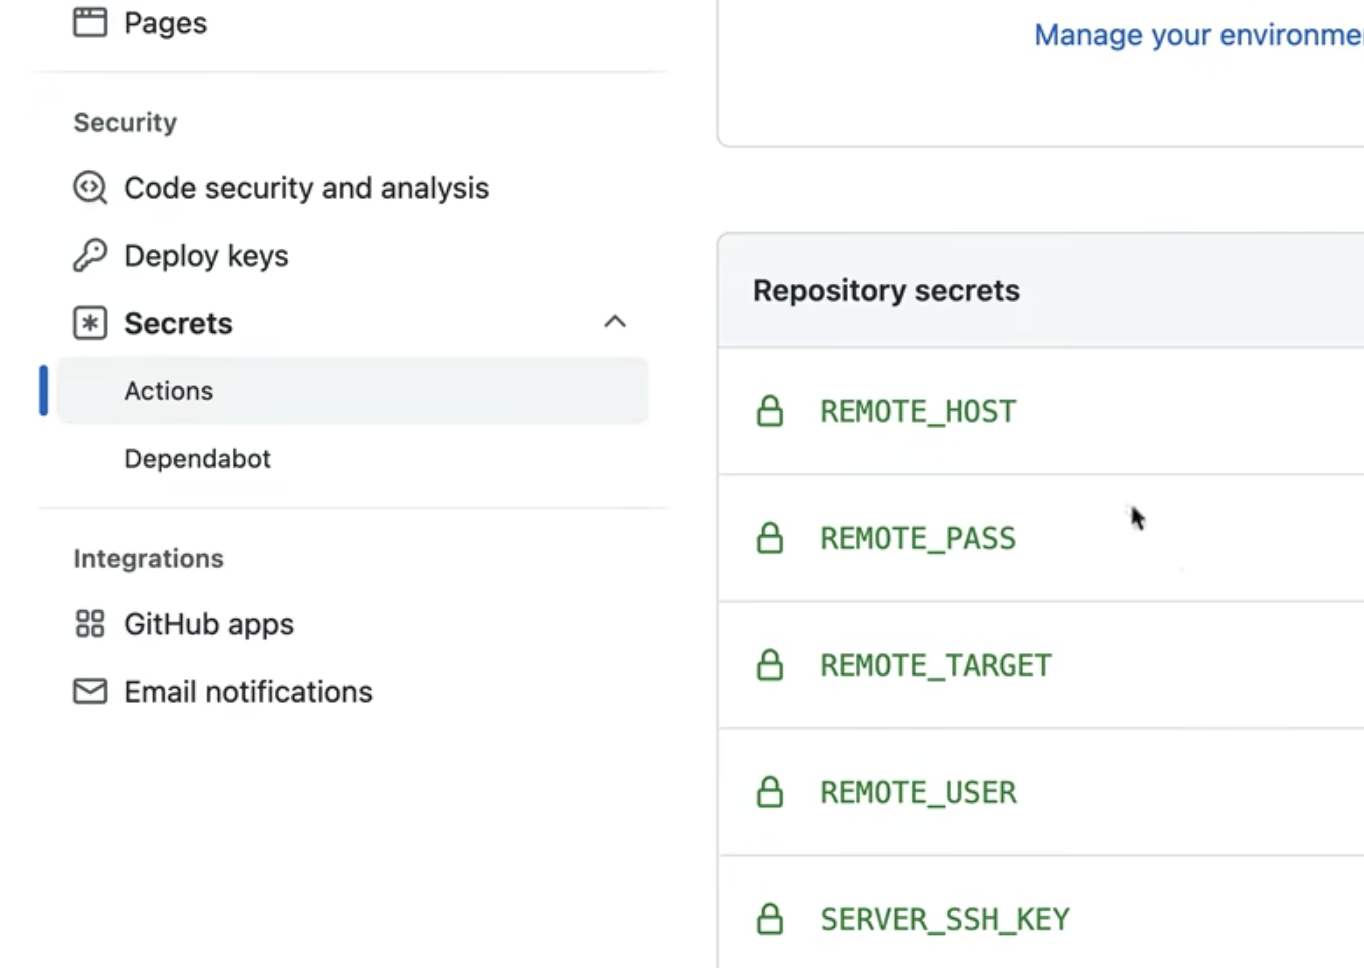 Pages
Security
Code security and analysis
Deploy keys
Secrets
Actions
Dependabot
Integrations
GitHub apps
Email notifications
Manage your
Repository secrets
REMOTE_HOST
REMOTE_PASS
REMOTE_TARGET
REMOTE_USER
SERVER_SSH_KEY